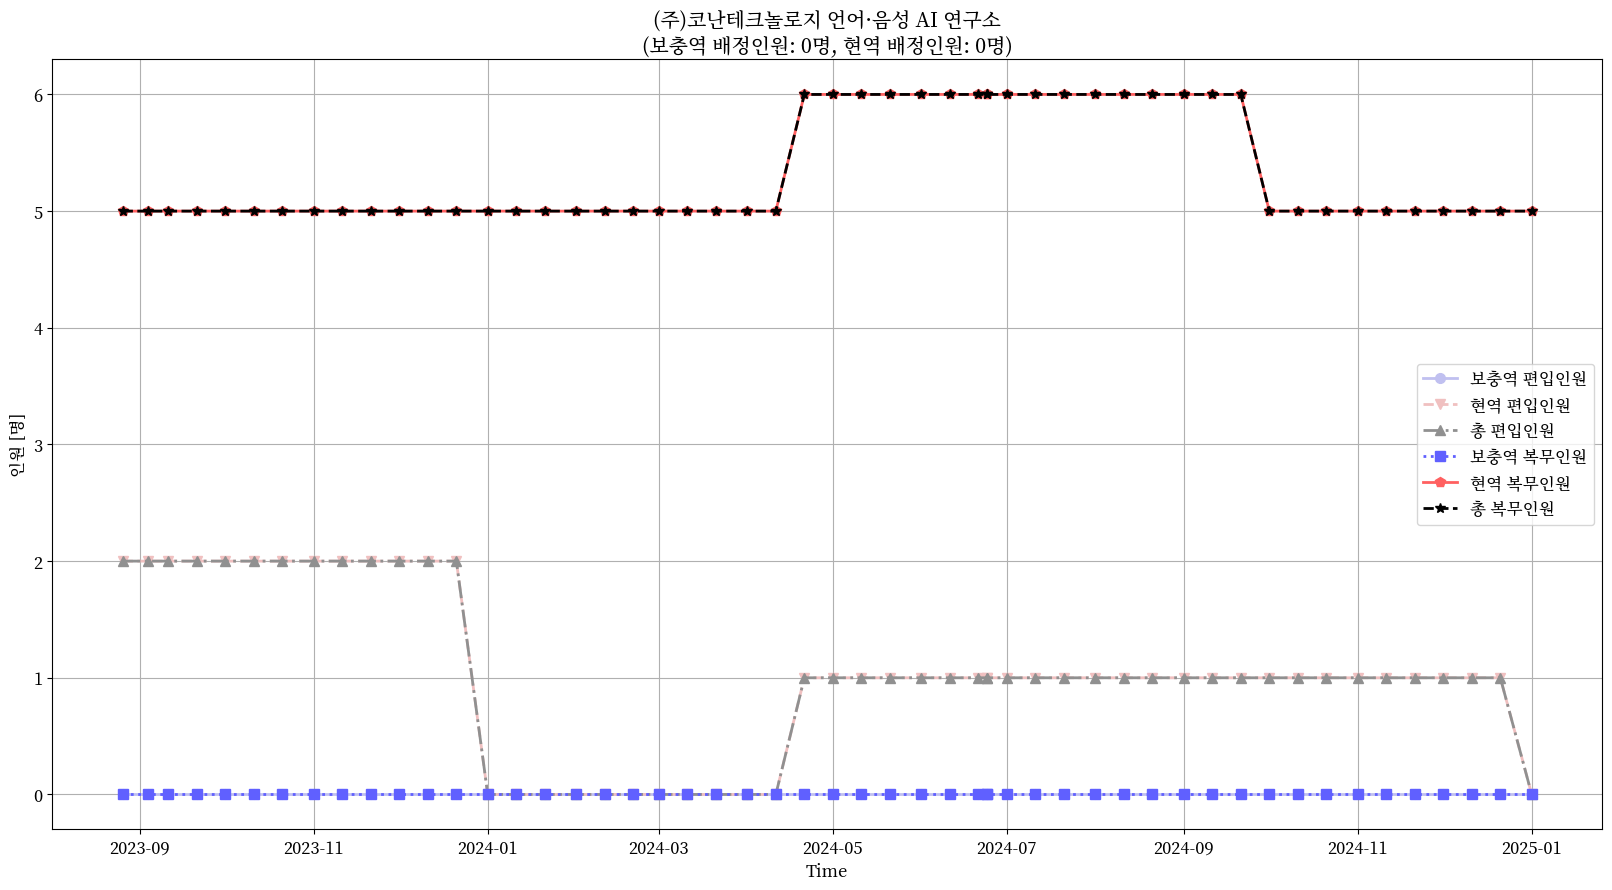 (주)코난테크놀로지 언어·음성 AI 연구소
(보충역 배정인원: 0명, 현역 배정인원: 0명)
인원 [명]
6
5
4
3
2
1
0
보충역 편입인원
현역 편입인원
총 편입인원
보충역 복무인원
현역 복무인원
총 복무인원
2023-09
2023-11
2024-01
2024-03
2024-05
2024-07
2024-09
2024-11
2025-01
Time